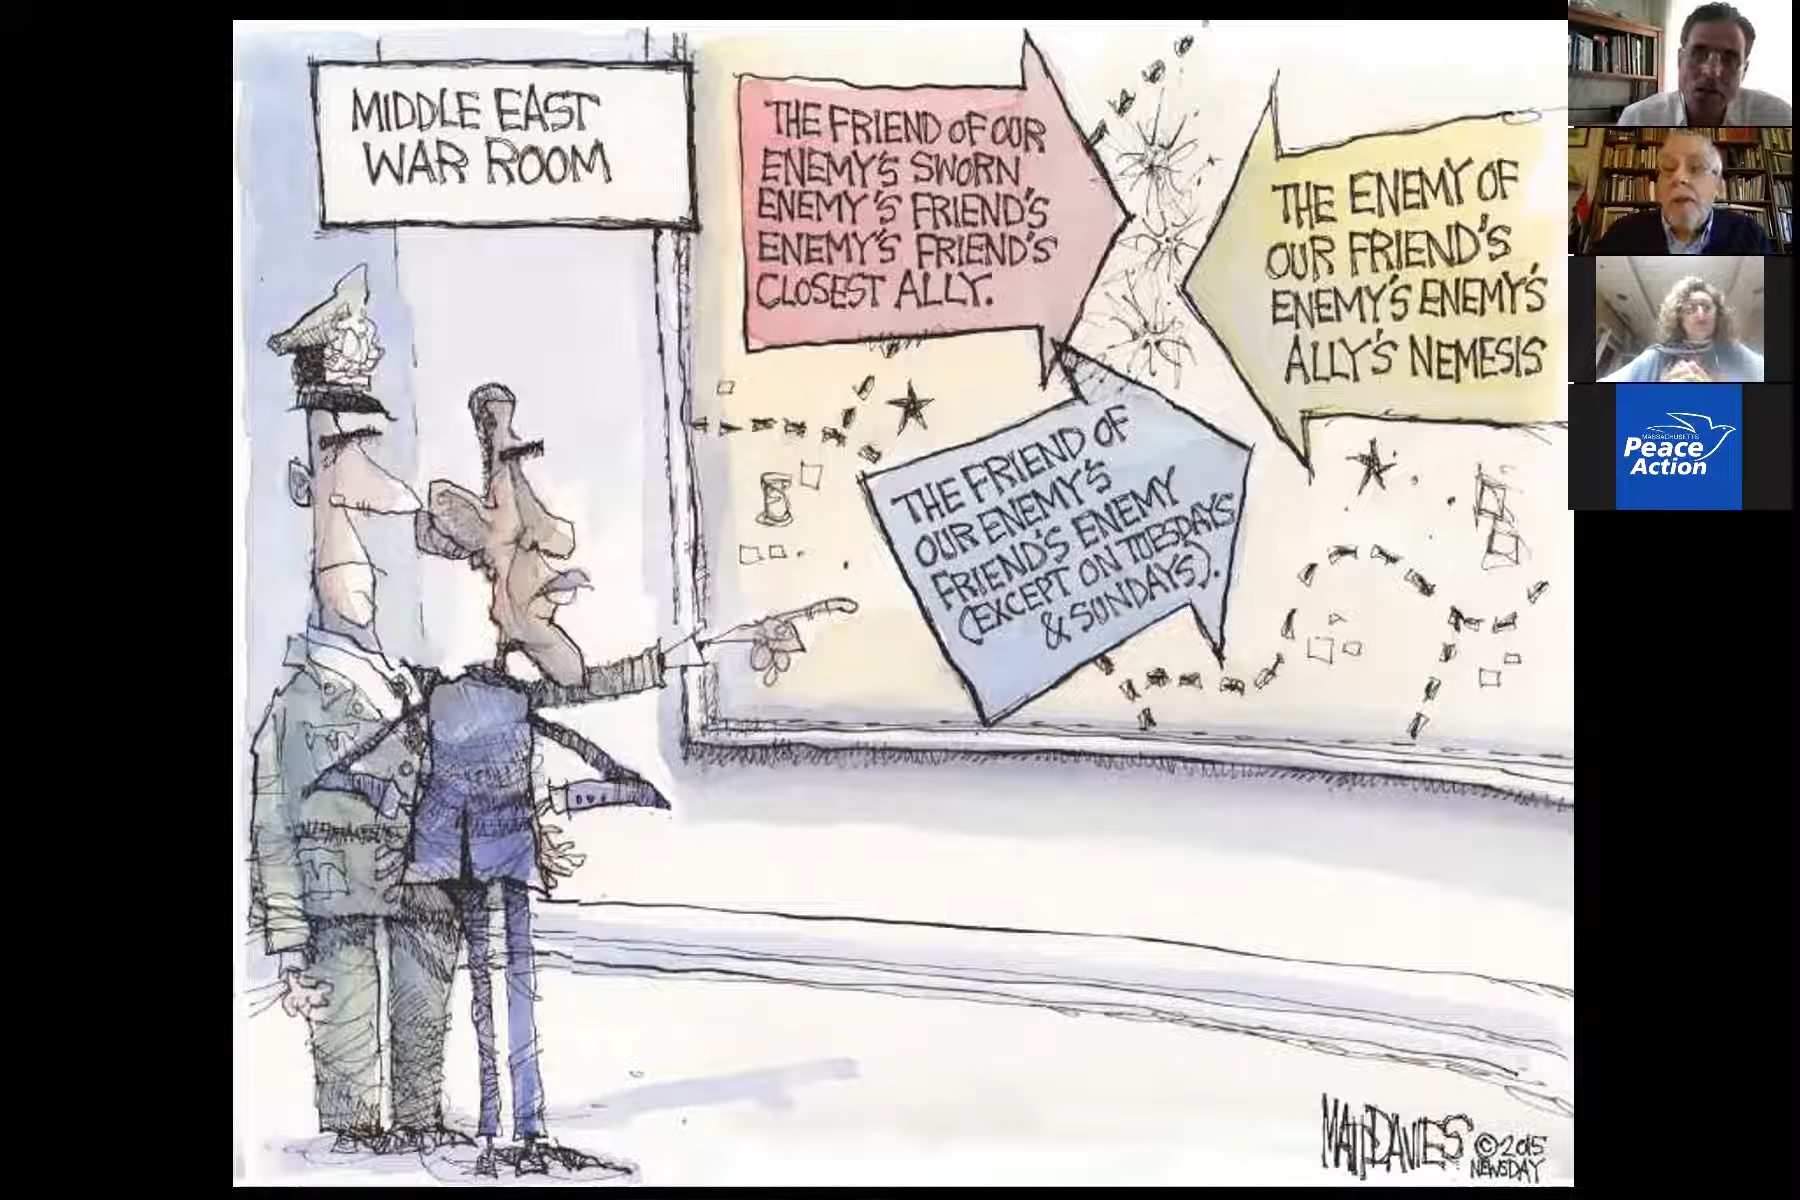 MIDDLE EAST
WAR ROOM
THE FRIEND OF OUR
ENEMY'S SWORN
ENEMY'S FRIEND'S
ENEMY'S FRIEND'S
CLOSEST ALLY.
THE ENEMY OF
OUR FRIEND'S
ENEMY'S ENEMY'S
ALLY'S NEMESIS
THE FRIEND OF
OUR ENEMY'S
FRIEND'S ENEMY
(EXCEPT ON TUESDAYS
& SUNDAY'S).
MATT DAVIES ©2015
NEWSDAY
MASSACHUSETTS
Peace
Action